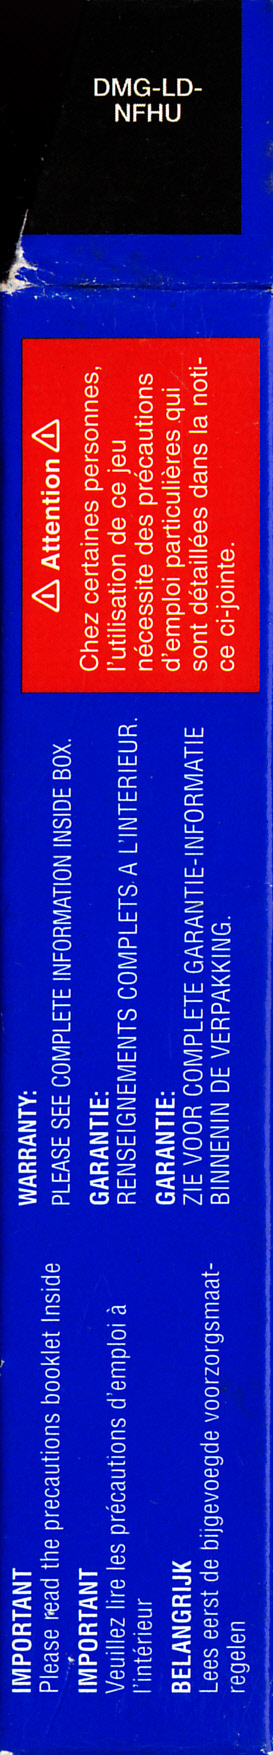 DMG-LD-
NFHU
⚠ Attention ⚠
Chez certaines personnes,
l'utilisation de ce jeu
nécessite des précautions
d'emploi particulières qui
sont détaillées dans la noti-
ce ci-jointe.
WARRANTY:
PLEASE SEE COMPLETE INFORMATION INSIDE BOX.
GARANTIE:
RENSEIGNEMENTS COMPLETS A L'INTERIEUR.
GARANTIE:
ZIE VOOR COMPLETE GARANTIE-INFORMATIE
BINNENIN DE VERPAKKING.
IMPORTANT
Please read the precautions booklet Inside
IMPORTANT
Veuillez lire les précautions d'emploi à
l'intérieur
BELANGRIJK
Lees eerst de bijgevoegde voorzorgsmaat-
regelen